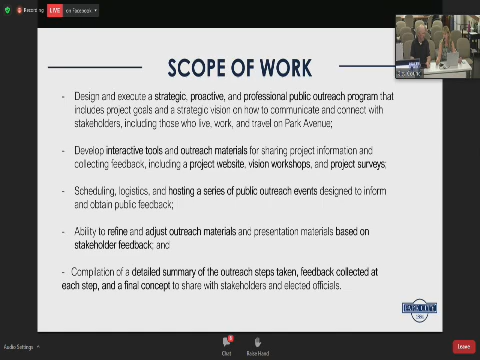 Recording
LIVE
on Facebook
SCOPE OF WORK
- Design and execute a strategic, proactive, and professional public outreach program that
includes project goals and a strategic vision on how to communicate and connect with
stakeholders, including those who live, work, and travel on Park Avenue;
- Develop interactive tools and outreach materials for sharing project information and
collecting feedback, including a project website, vision workshops, and project surveys;
- Scheduling, logistics, and hosting a series of public outreach events designed to inform
and obtain public feedback;
- Ability to refine and adjust outreach materials and presentation materials based on
stakeholder feedback; and
- Compilation of a detailed summary of the outreach steps taken, feedback collected at
each step, and a final concept to share with stakeholders and elected officials.
PARK CITY
1884
Audio Settings
Chat
Raise Hand
Leave